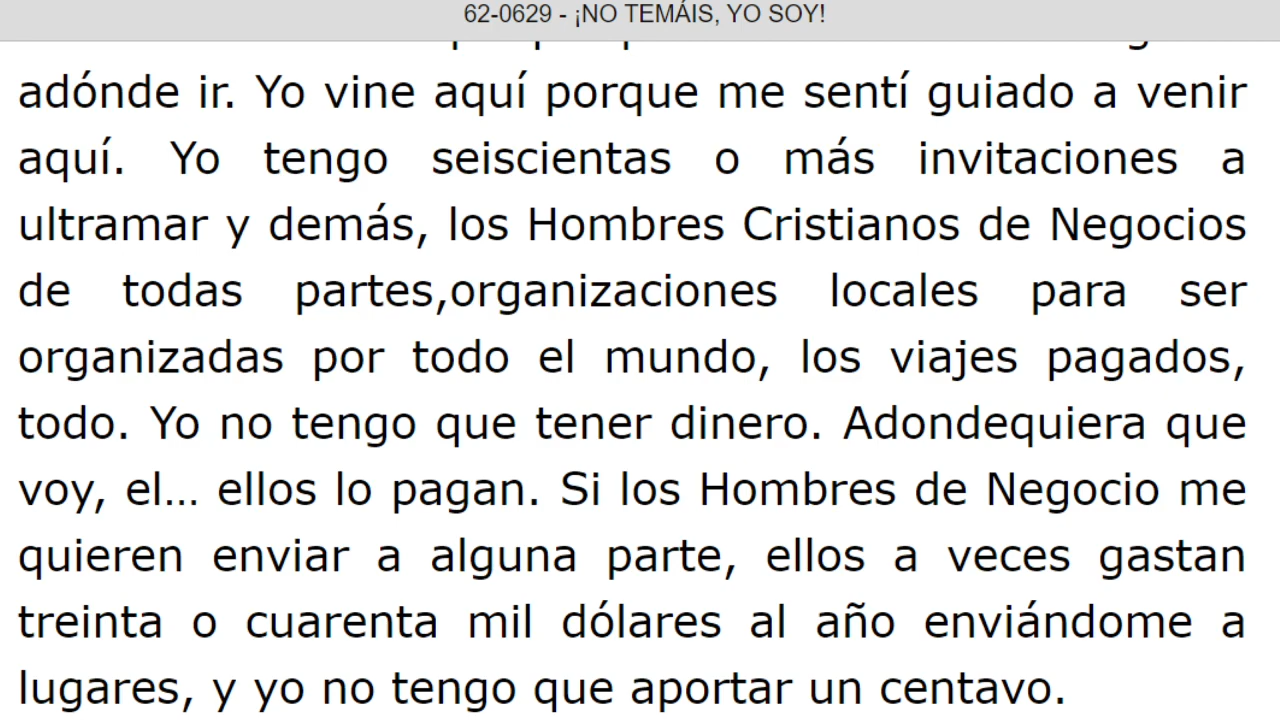 62-0629 - ¡NO TEMÁIS, YO SOY!
adónde ir. Yo vine aquí porque me sentí guiado a venir
aquí. Yo tengo seiscientas o más invitaciones a
ultramar y demás, los Hombres Cristianos de Negocios
de todas partes,organizaciones locales para ser
organizadas por todo el mundo, los viajes pagados,
todo. Yo no tengo que tener dinero. Adondequiera que
voy, el... ellos lo pagan. Si los Hombres de Negocio me
quieren enviar a alguna parte, ellos a veces gastan
treinta o cuarenta mil dólares al año enviándome a
lugares, y yo no tengo que aportar un centavo.